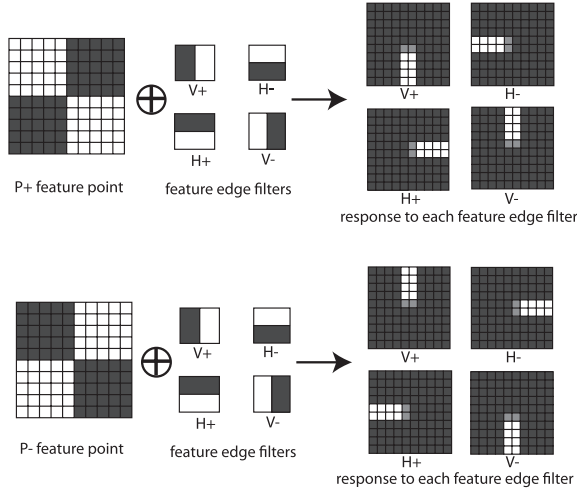 V+
H-
H+
V-
P+ feature point
feature edge filters
V+
H-
H+
V-
response to each feature edge filter
V+
H-
H+
V-
P- feature point
feature edge filters
V+
H-
H+
V-
response to each feature edge filter